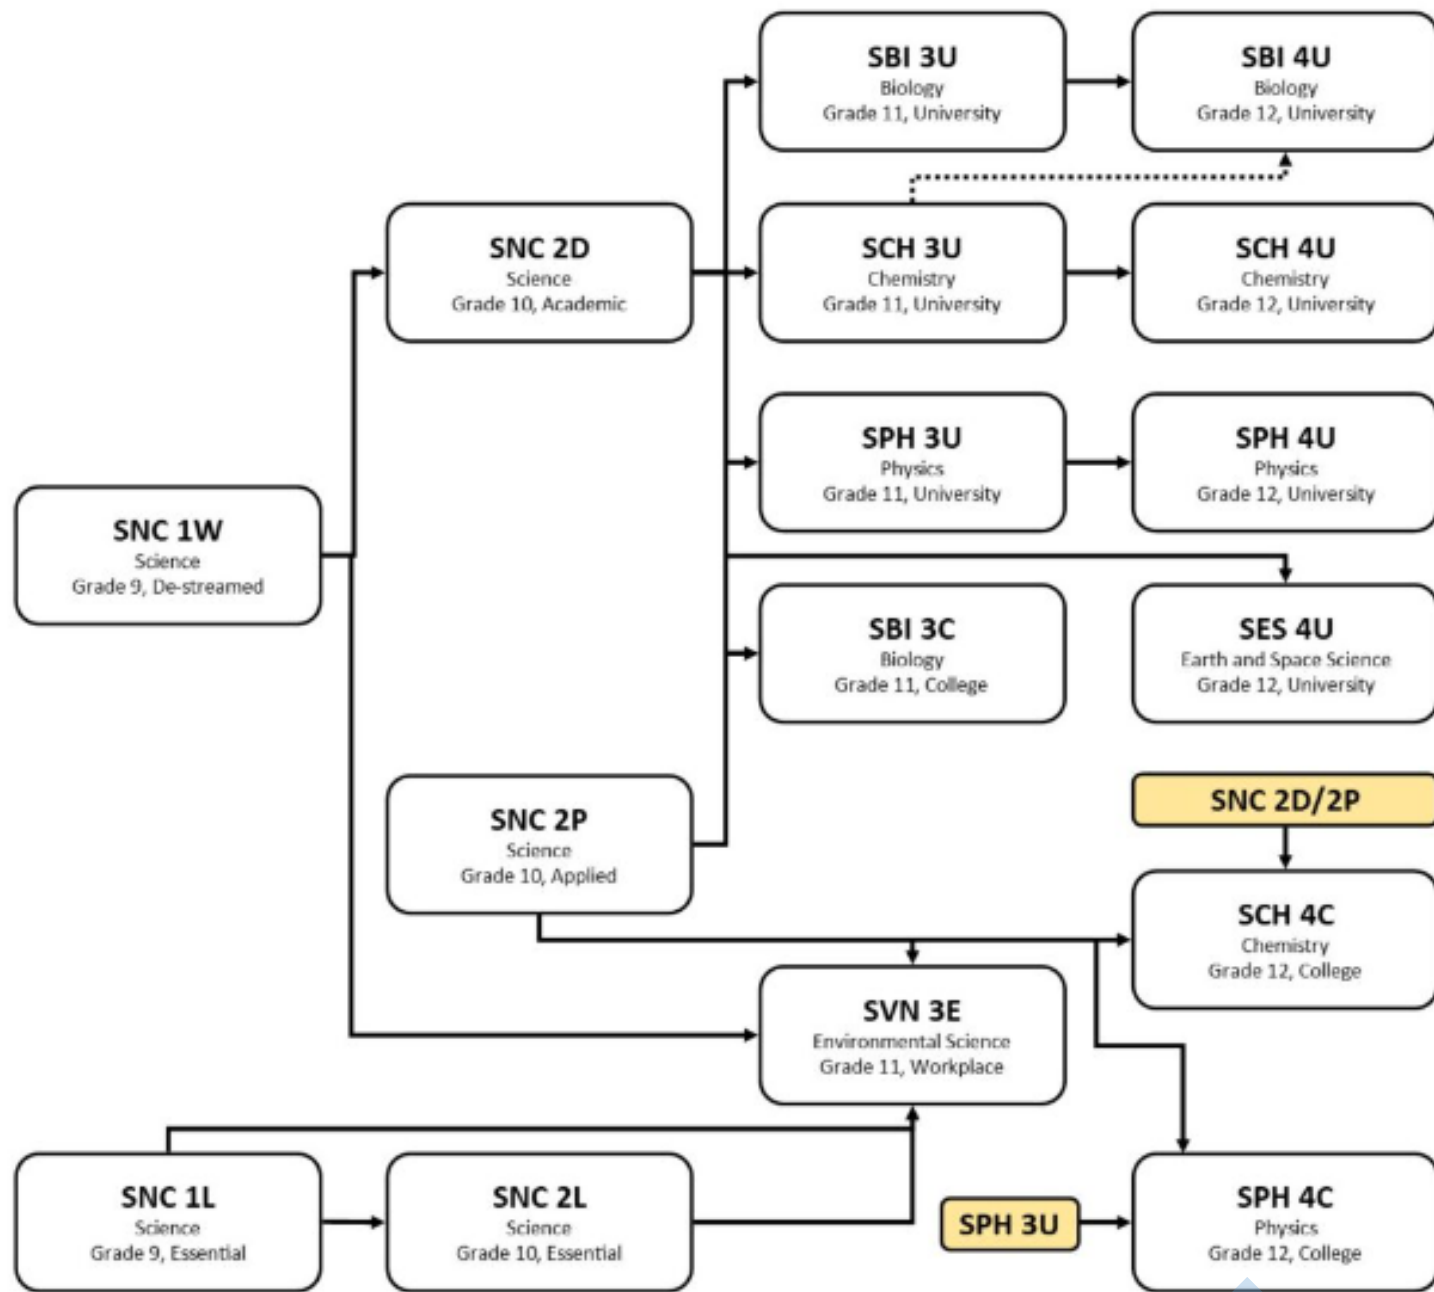 SBI 3U
Biology
Grade 11, University
SBI 4U
Biology
Grade 12, University
SNC 2D
Science
Grade 10, Academic
SCH 3U
Chemistry
Grade 11, University
SCH 4U
Chemistry
Grade 12, University
SPH 3U
Physics
Grade 11, University
SPH 4U
Physics
Grade 12, University
SNC 1W
Science
Grade 9, De-streamed
SBI 3C
Biology
Grade 11, College
SES 4U
Earth and Space Science
Grade 12, University
SNC 2P
Science
Grade 10, Applied
SNC 2D/2P
SCH 4C
Chemistry
Grade 12, College
SVN 3E
Environmental Science
Grade 11, Workplace
SNC 1L
Science
Grade 9, Essential
SNC 2L
Science
Grade 10, Essential
SPH 3U
SPH 4C
Physics
Grade 12, College